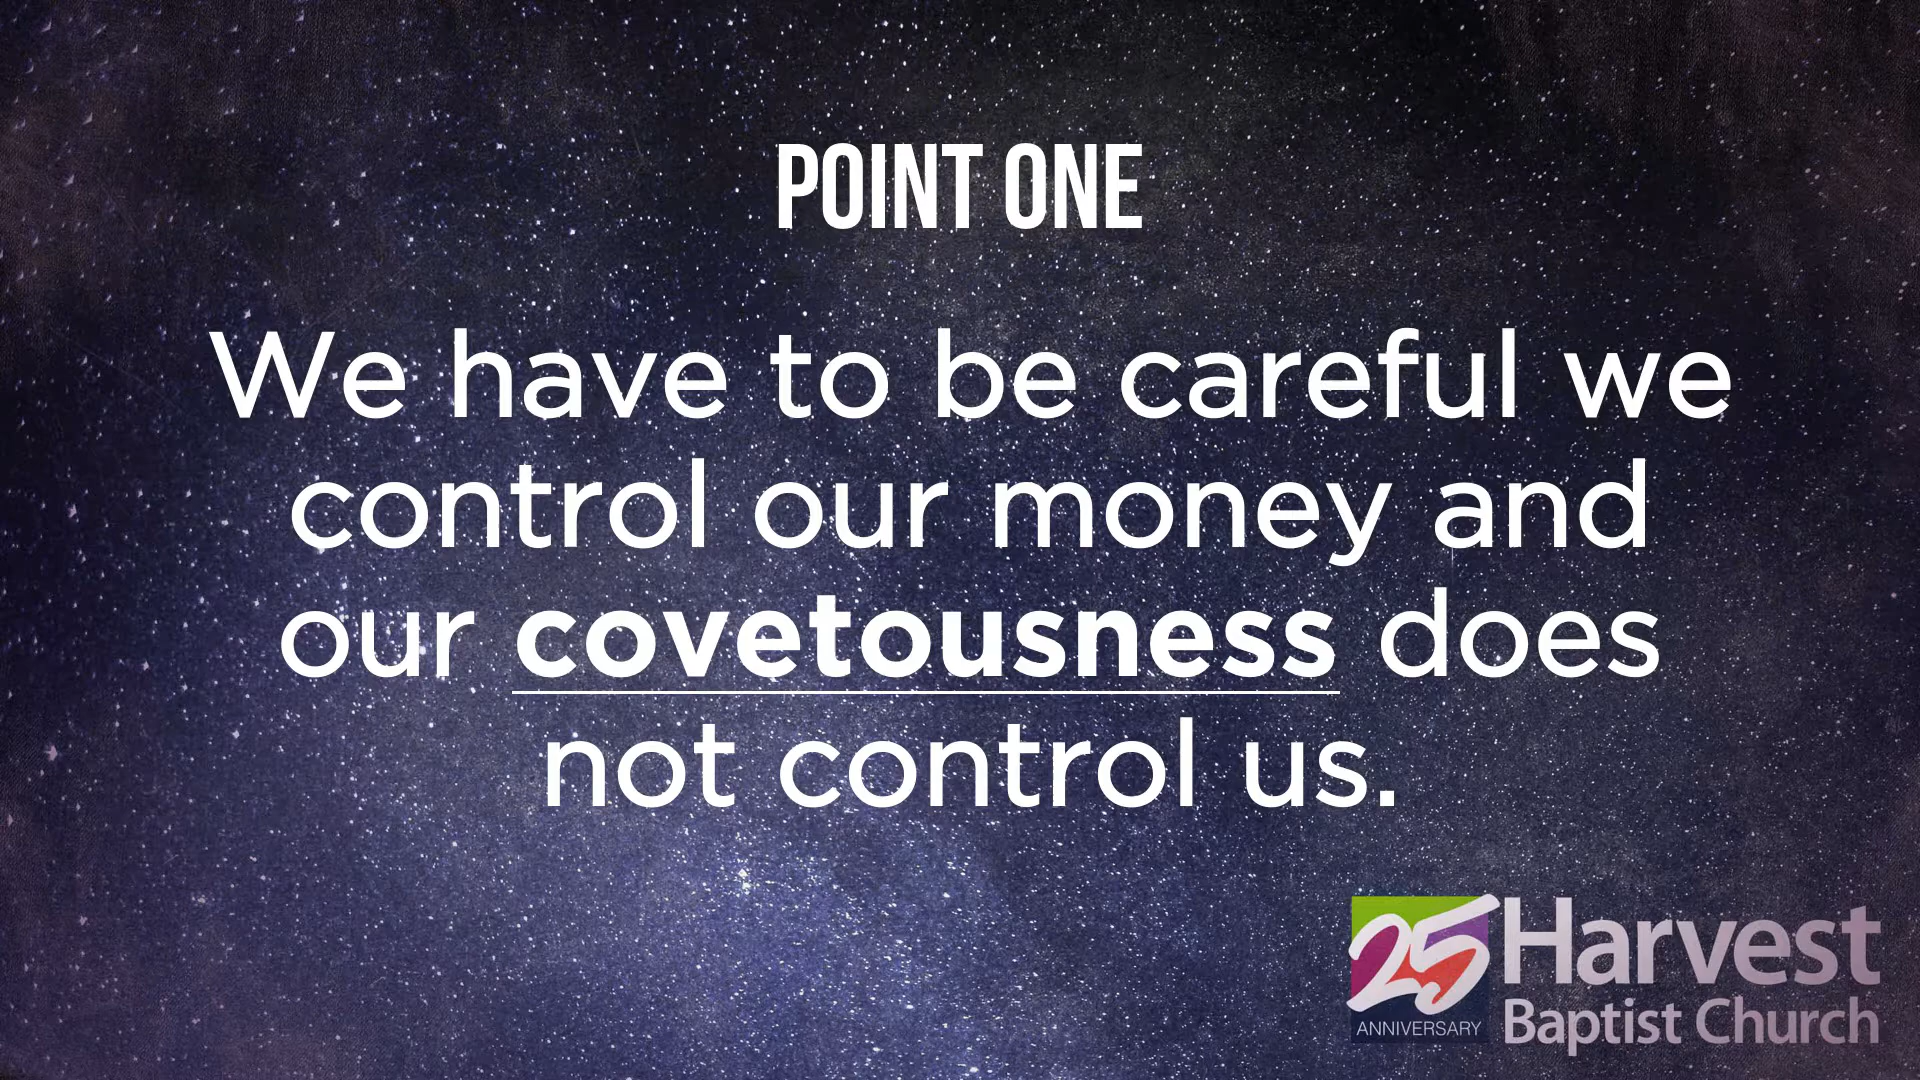 POINT ONE
We have to be careful we
control our money and
our covetousness does
not control us.
25
ANNIVERSARY
Harvest
Baptist Church